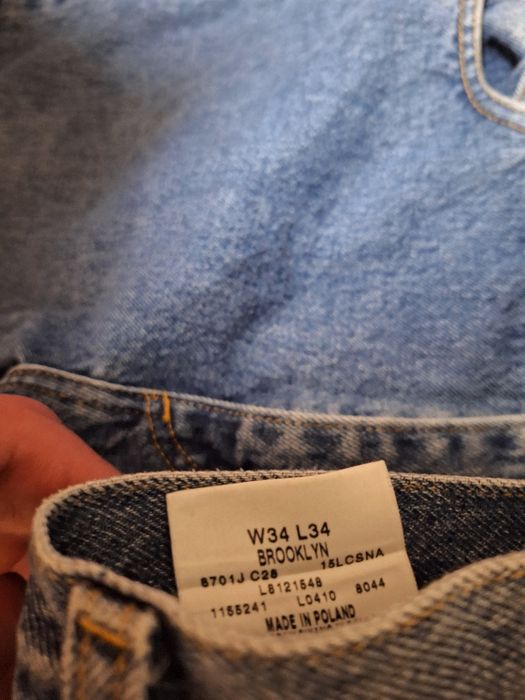 W34 L34
BROOKLYN
8701J C28 15LCSNA
L8121548
1155241 L0410 8044
MADE IN POLAND